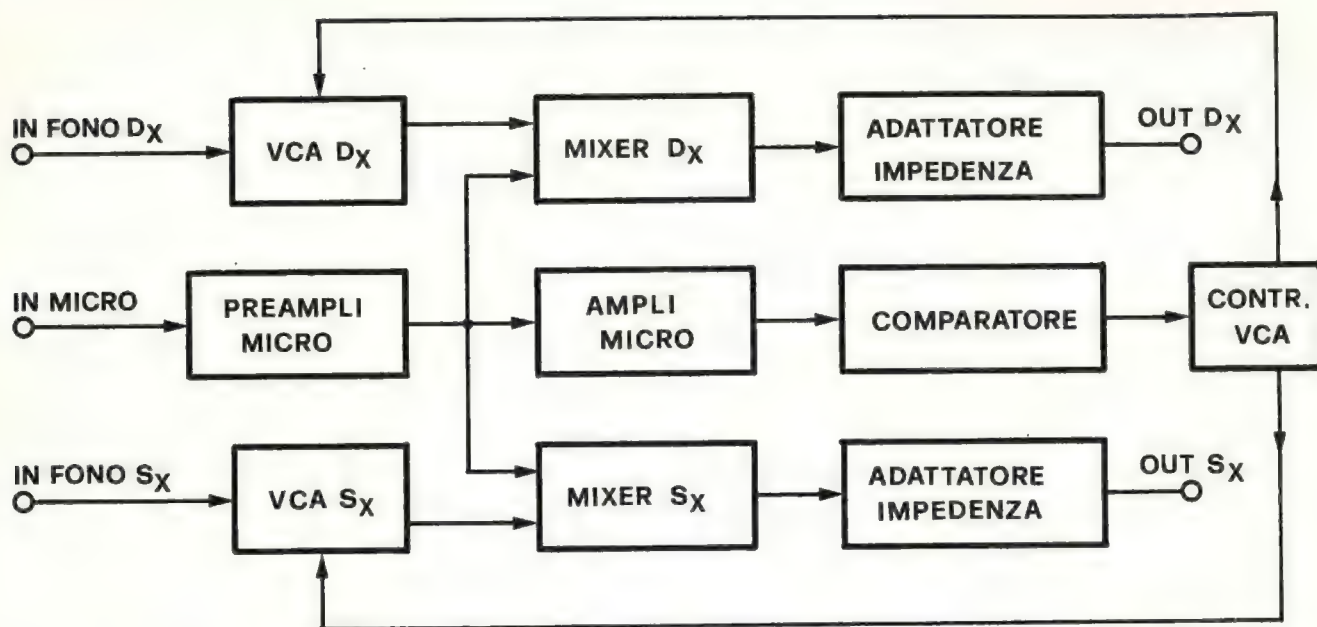 IN FONO DX
VCA DX
MIXER DX
ADATTATORE
IMPEDENZA
OUT DX
IN MICRO
PREAMPLI
MICRO
AMPLI
MICRO
COMPARATORE
CONTR.
VCA
IN FONO SX
VCA SX
MIXER SX
ADATTATORE
IMPEDENZA
OUT SX